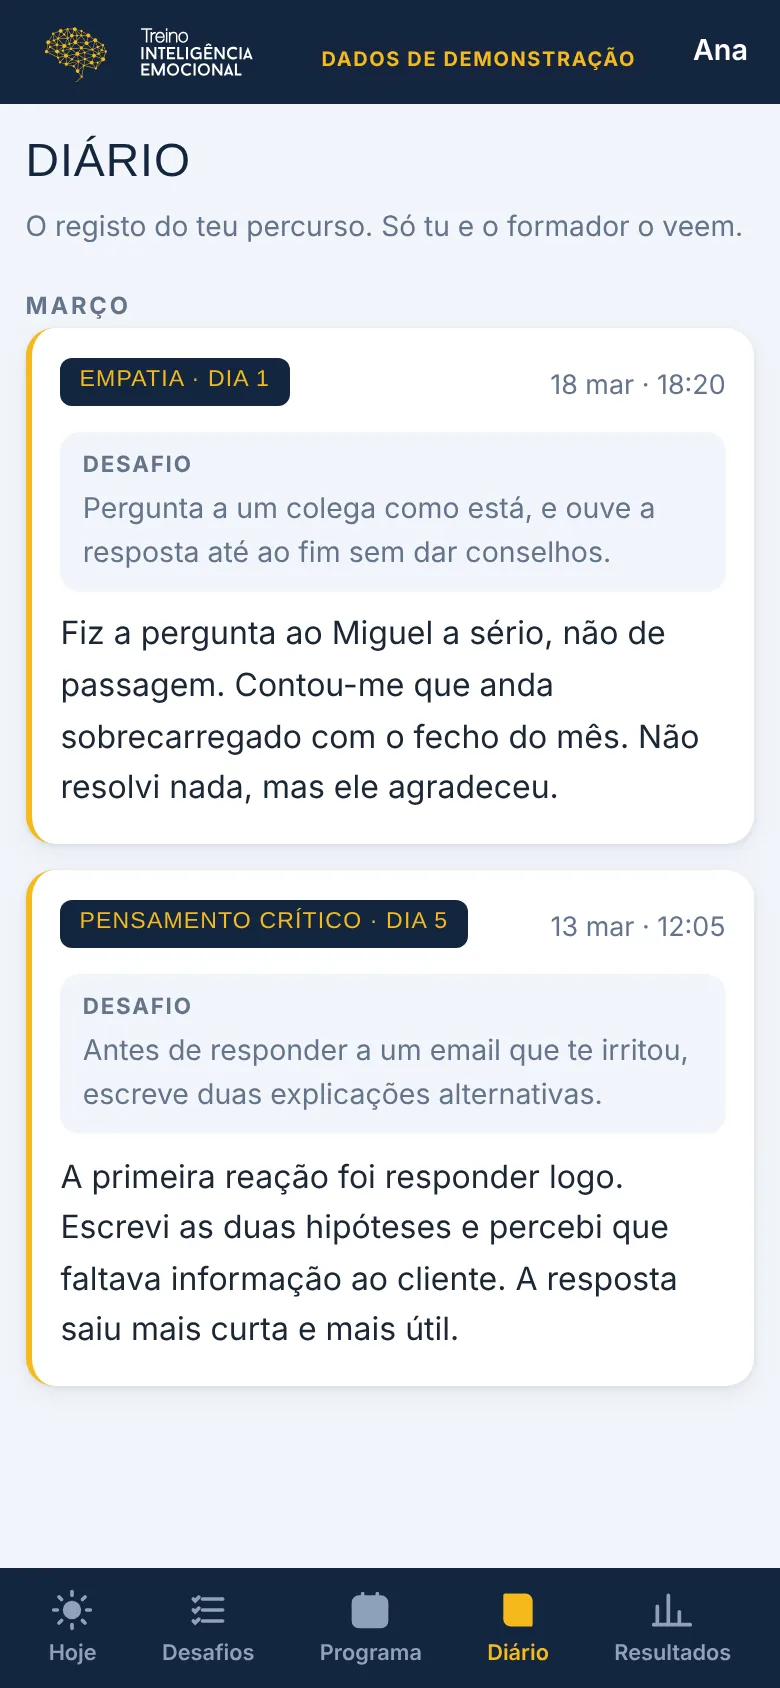 Treino
INTELIGÊNCIA
EMOCIONAL
DADOS DE DEMONSTRAÇÃO
Ana
DIÁRIO
O registo do teu percurso. Só tu e o formador o veem.
MARÇO
EMPATIA · DIA 1
18 mar · 18:20
DESAFIO
Pergunta a um colega como está, e ouve a
resposta até ao fim sem dar conselhos.
Fiz a pergunta ao Miguel a sério, não de
passagem. Contou-me que anda
sobrecarregado com o fecho do mês. Não
resolvi nada, mas ele agradeceu.
PENSAMENTO CRÍTICO · DIA 5
13 mar · 12:05
DESAFIO
Antes de responder a um email que te irritou,
escreve duas explicações alternativas.
A primeira reação foi responder logo.
Escrevi as duas hipóteses e percebi que
faltava informação ao cliente. A resposta
saiu mais curta e mais útil.
Hoje
Desafios
Programa
Diário
Resultados